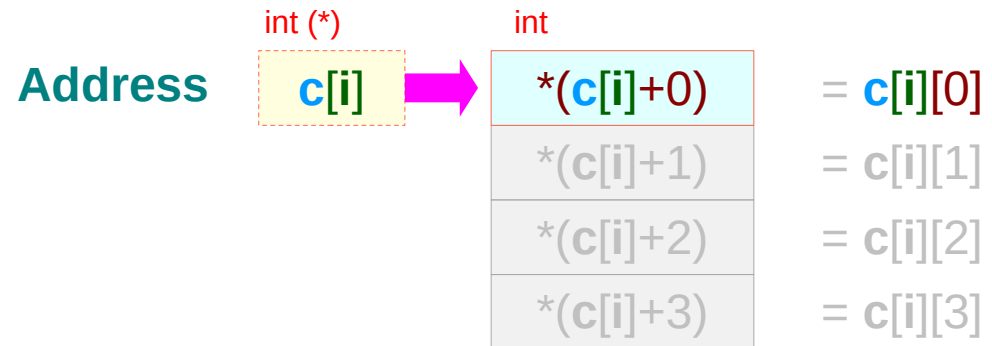 int (*) int
Address c[i] *(c[i]+0) = c[i][0]
*(c[i]+1) = c[i][1]
*(c[i]+2) = c[i][2]
*(c[i]+3) = c[i][3]